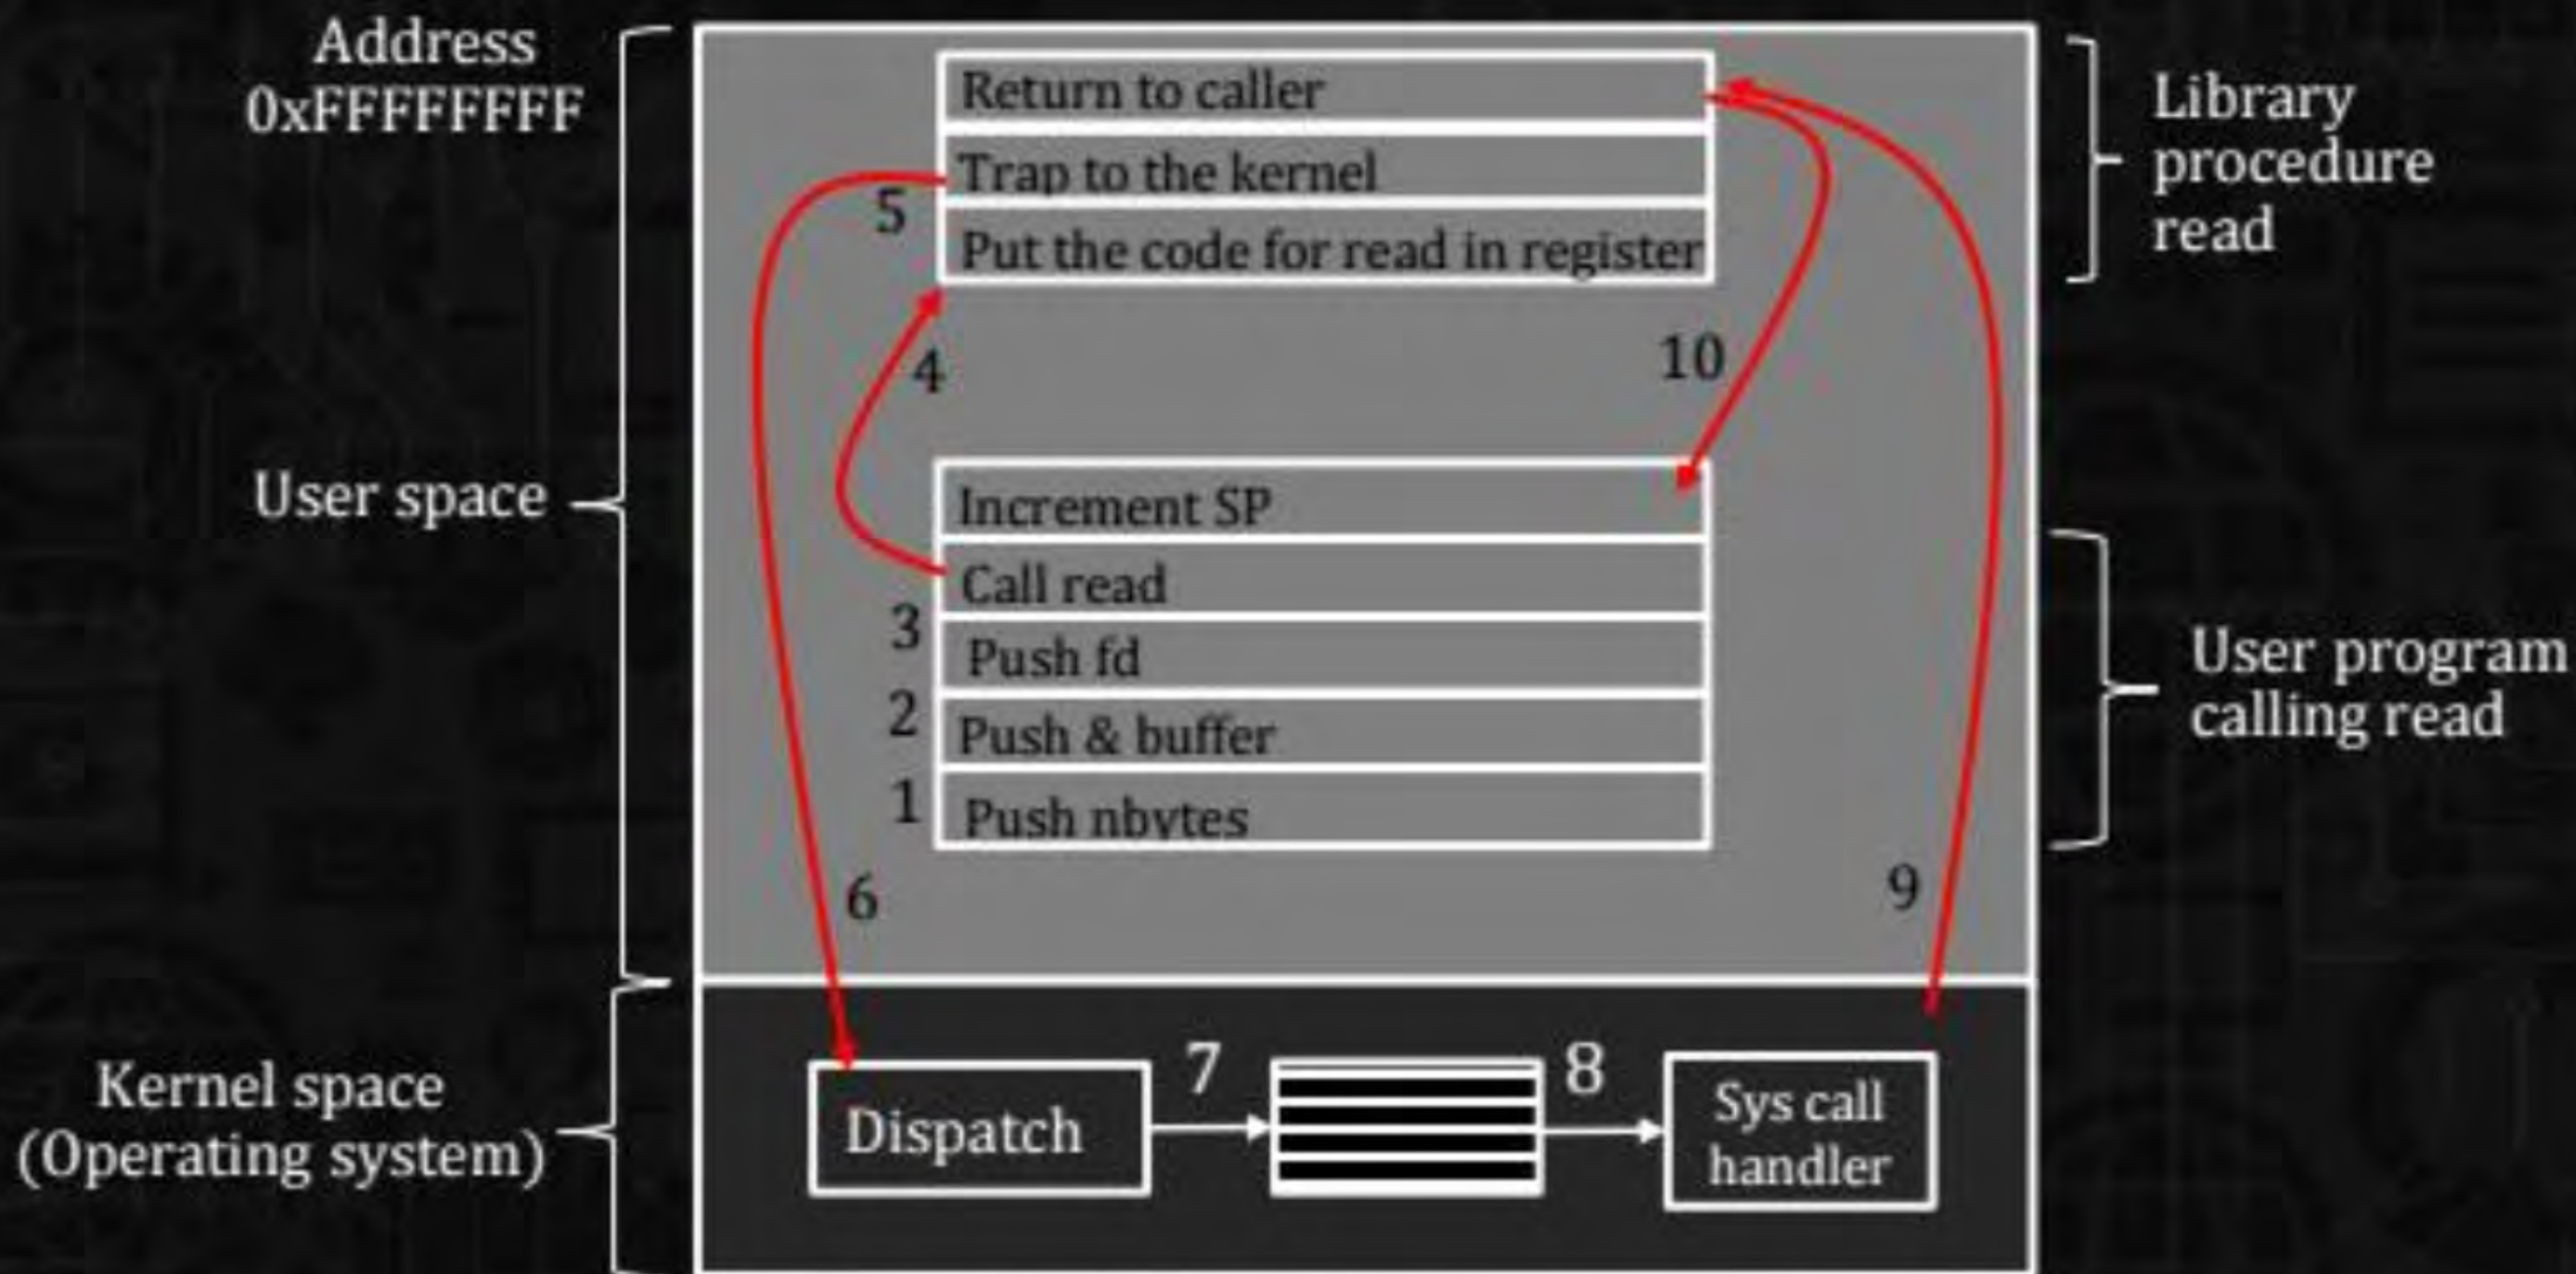 Address
0xFFFFFFFF
Return to caller
Trap to the kernel
5
Put the code for read in register
Library
procedure
read
4
10
User space
Increment SP
Call read
3
Push fd
2
Push & buffer
1
Push nbytes
User program
calling read
6
9
Kernel space
(Operating system)
Dispatch
7
8
Sys call
handler